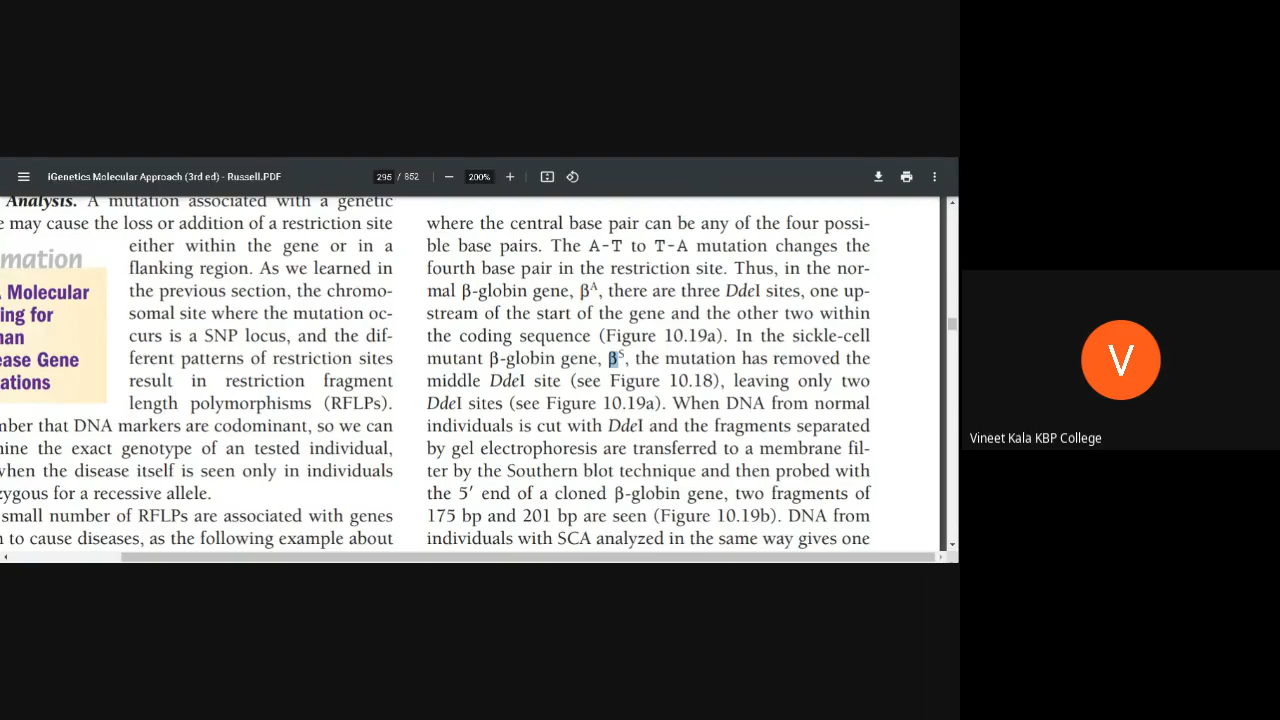 iGenetics Molecular Approach (3rd ed) - Russell.PDF
295 / 852
200%
Analysis. A mutation associated with a genetic
may cause the loss or addition of a restriction site
either within the gene or in a
flanking region. As we learned in
the previous section, the chromo-
somal site where the mutation oc-
curs is a SNP locus, and the dif-
ferent patterns of restriction sites
result in restriction fragment
length polymorphisms (RFLPs).
mation
Molecular
ing for
ease Gene
ations
that DNA markers are codominant, so we can
mine the exact genotype of an tested individual,
when the disease itself is seen only in individuals
zygous for a recessive allele.
small number of RFLPs are associated with genes
to cause diseases, as the following example about
where the central base pair can be any of the four possi-
ble base pairs. The A-T to T-A mutation changes the
fourth base pair in the restriction site. Thus, in the nor-
mal β-globin gene, βᴬ, there are three DdeI sites, one up-
stream of the start of the gene and the other two within
the coding sequence (Figure 10.19a). In the sickle-cell
mutant β-globin gene, βˢ, the mutation has removed the
middle DdeI site (see Figure 10.18), leaving only two
DdeI sites (see Figure 10.19a). When DNA from normal
individuals is cut with DdeI and the fragments separated
by gel electrophoresis are transferred to a membrane fil-
ter by the Southern blot technique and then probed with
the 5′ end of a cloned β-globin gene, two fragments of
175 bp and 201 bp are seen (Figure 10.19b). DNA from
individuals with SCA analyzed in the same way gives one
V
Vineet Kala KBP College